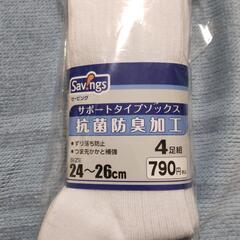 Savings
セービング
サポートタイプソックス
抗菌防臭加工
● ずり落ち防止
● つま先かかと補強
4足組
SIZE
24〜26cm
790円